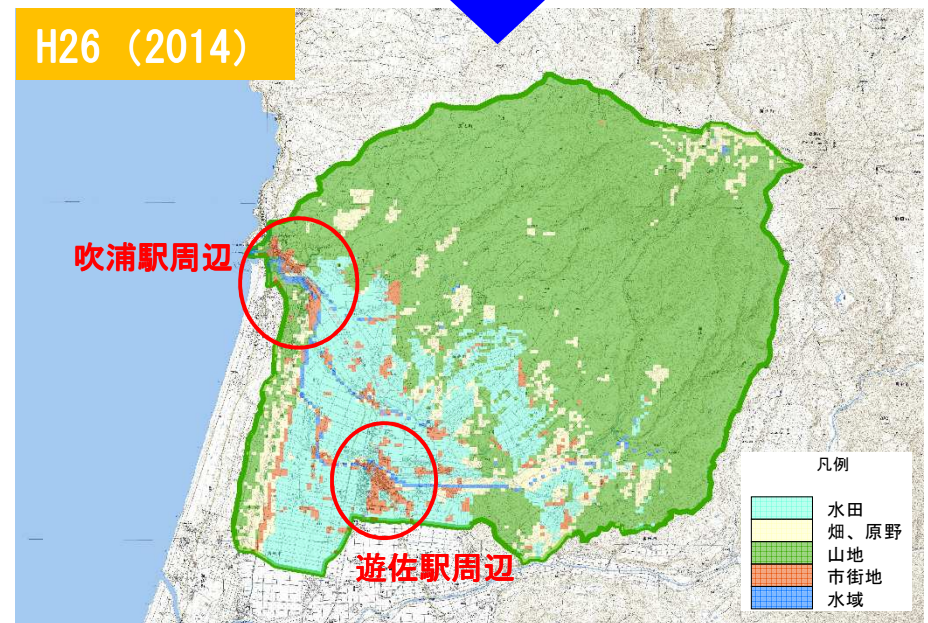 H26 (2014)
吹浦駅周辺
遊佐駅周辺
凡例
水田
畑、原野
山地
市街地
水域